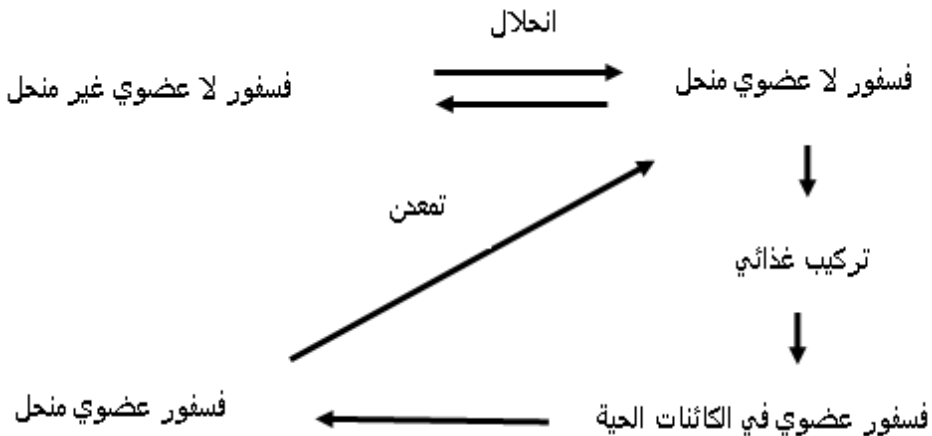 انحلال
فسفور لا عضوي منحل
فسفور لا عضوي غير منحل
تمعدن
تركيب غذائي
فسفور عضوي في الكائنات الحية
فسفور عضوي منحل